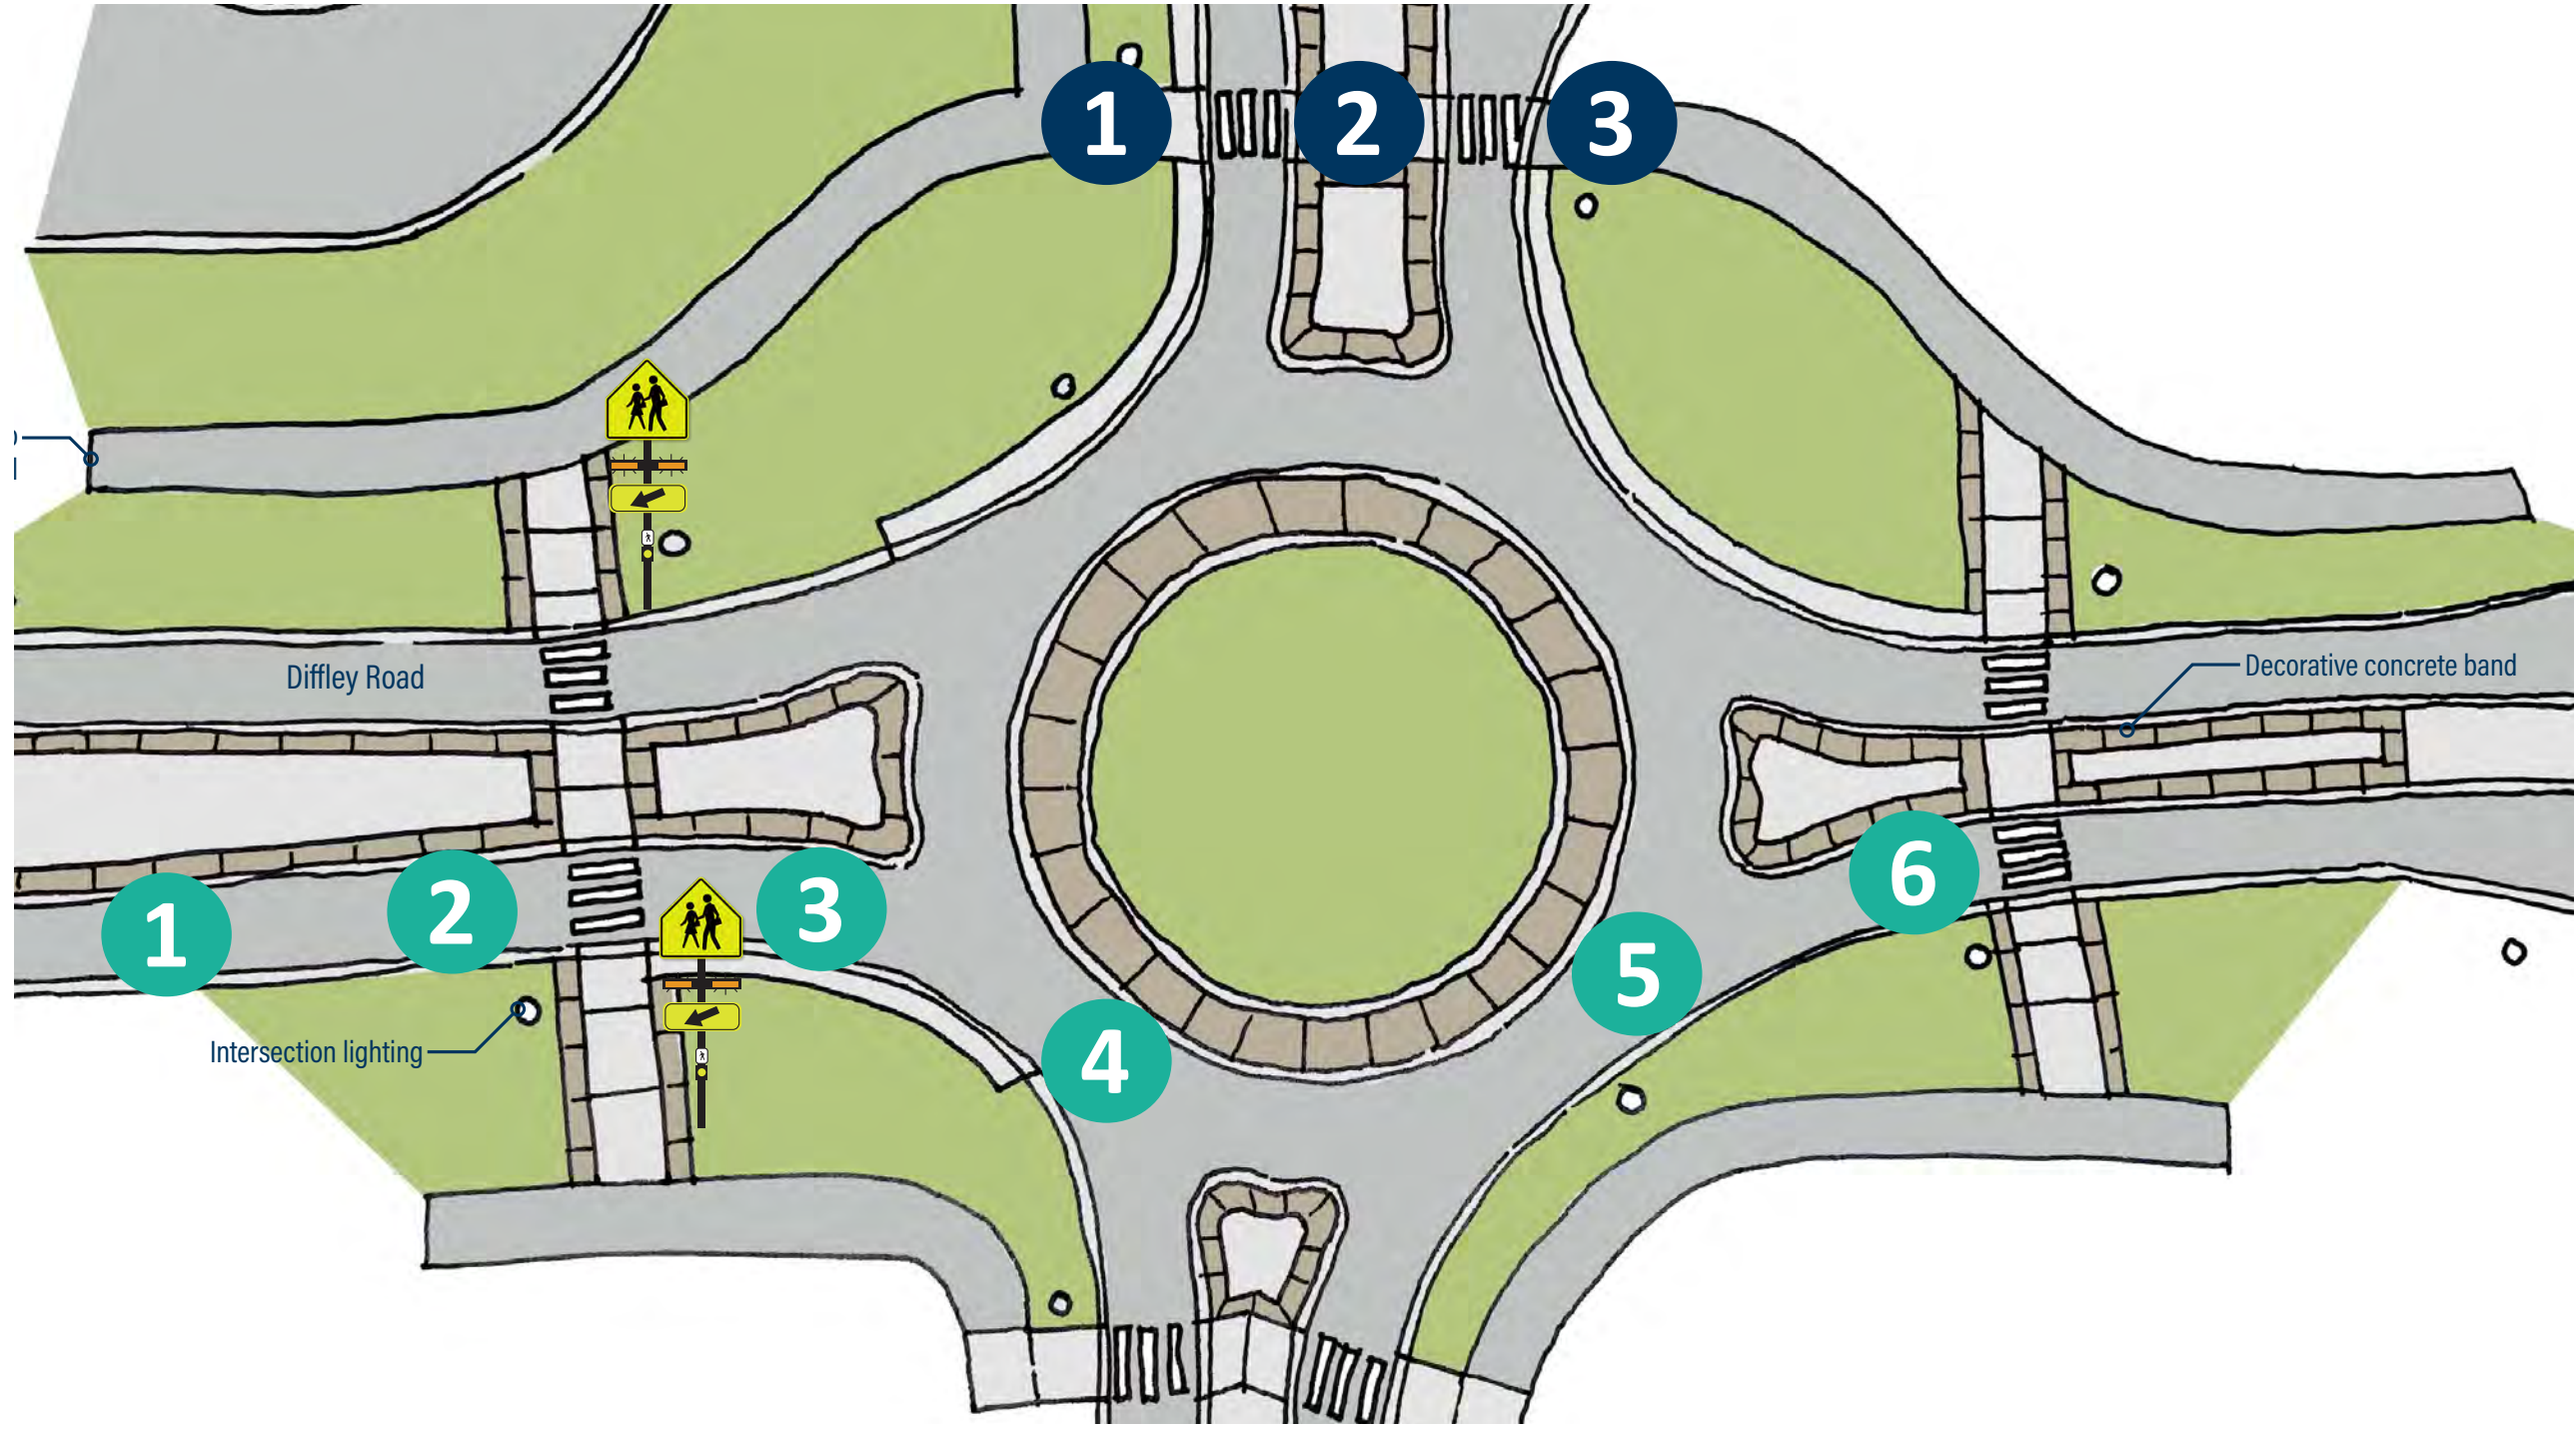 1 2 3
Diffley Road
Decorative concrete band
1 2 3
6
5
Intersection lighting
4